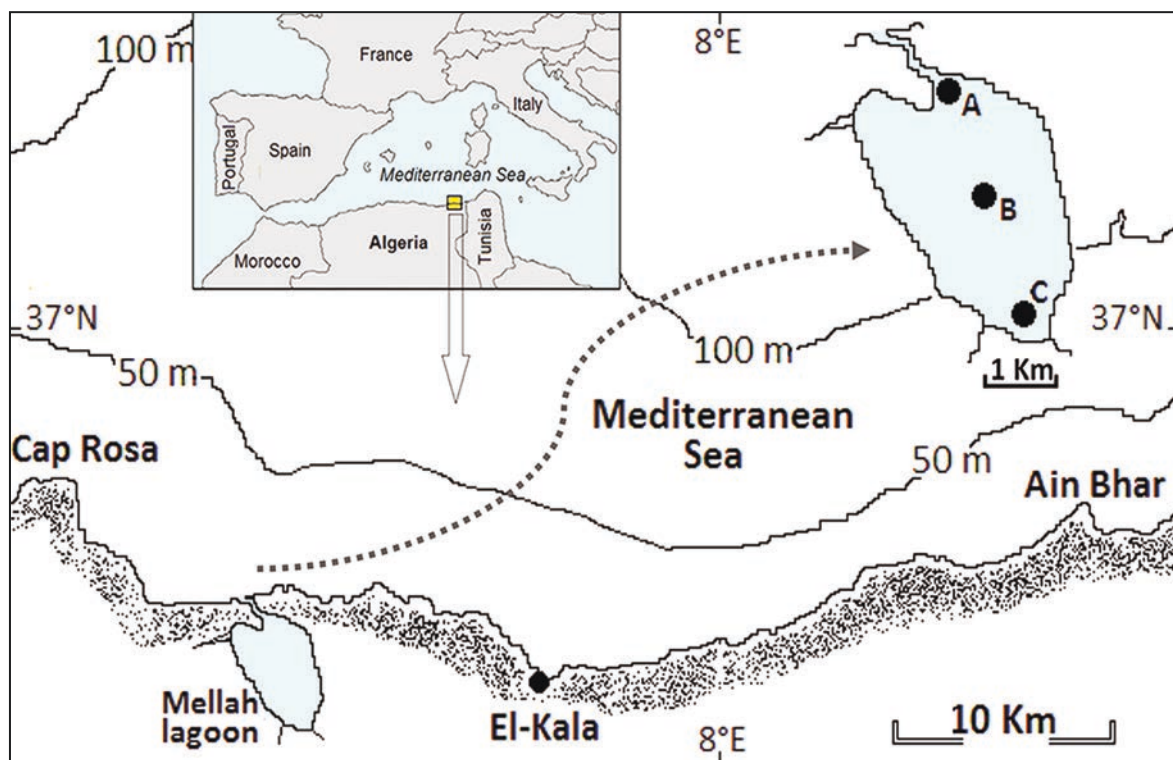 100 m
France
Italy
Portugal
Spain
Mediterranean Sea
Algeria
Tunisia
Morocco
8°E
A
B
C
1 Km
37°N
37°N
50 m
100 m
Mediterranean
Sea
50 m
Cap Rosa
Ain Bhar
Mellah
lagoon
El-Kala
8°E
10 Km